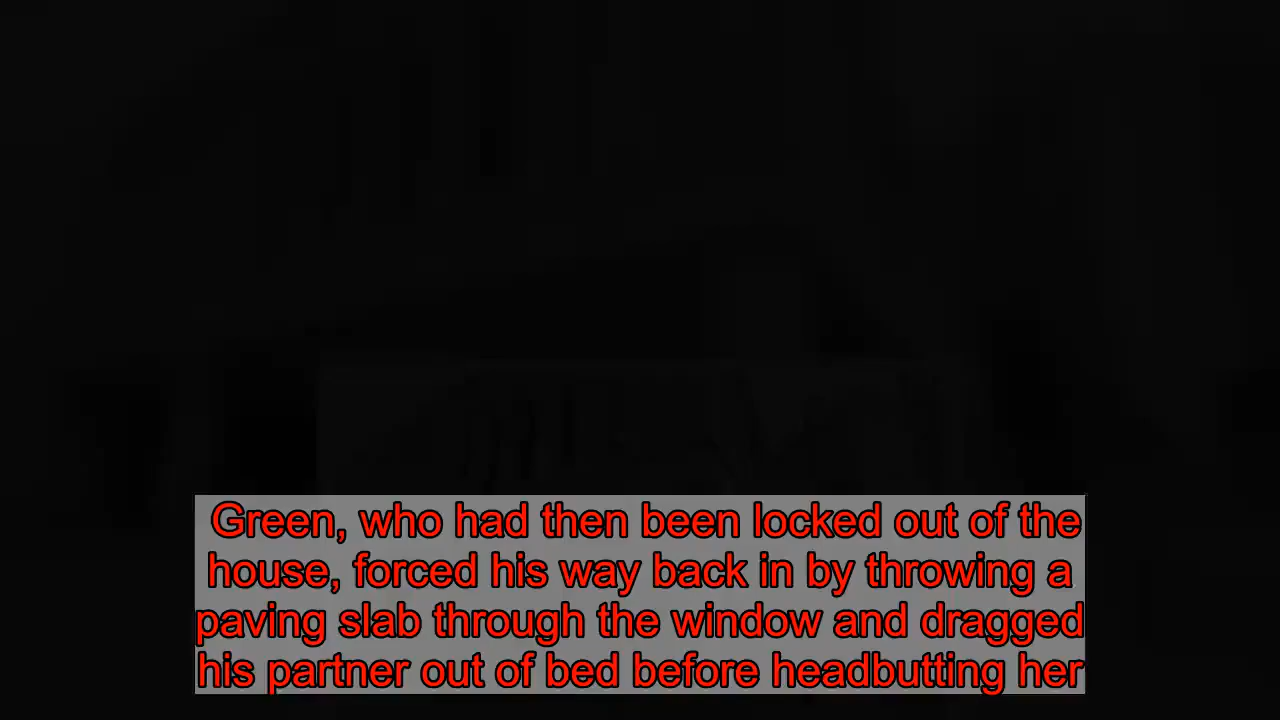 Green, who had then been locked out of the
house, forced his way back in by throwing a
paving slab through the window and dragged
his partner out of bed before headbutting her